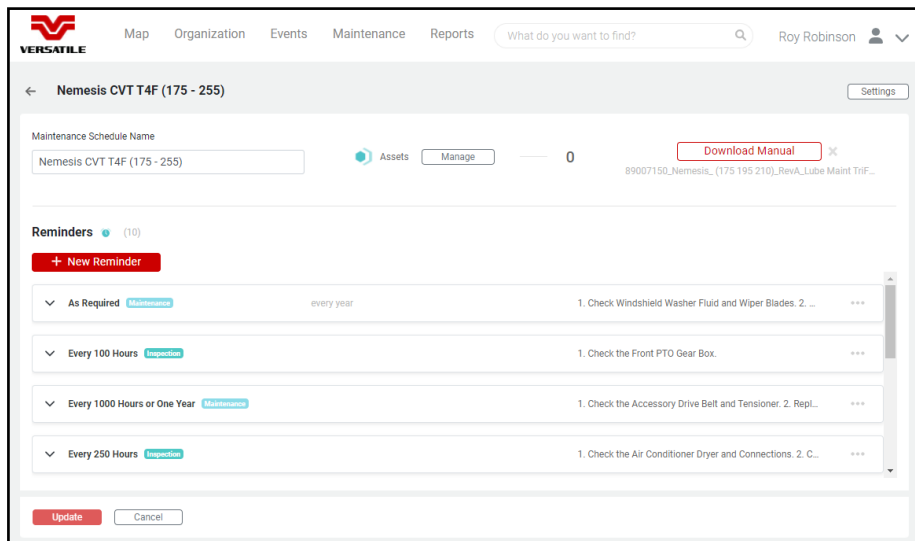 VERSATILE
Map Organization Events Maintenance Reports What do you want to find? Roy Robinson
Nemesis CVT T4F (175 - 255) Settings
Maintenance Schedule Name
Nemesis CVT T4F (175 - 255) Assets Manage 0 Download Manual
89007150_Nemesis_ (175 195 210)_RevA_Lube Maint TriF...
Reminders (10)
+ New Reminder
As Required Maintenance every year 1. Check Windshield Washer Fluid and Wiper Blades. 2. ...
Every 100 Hours Inspection 1. Check the Front PTO Gear Box.
Every 1000 Hours or One Year Maintenance 1. Check the Accessory Drive Belt and Tensioner. 2. Repl...
Every 250 Hours Inspection 1. Check the Air Conditioner Dryer and Connections. 2. C...
Update Cancel